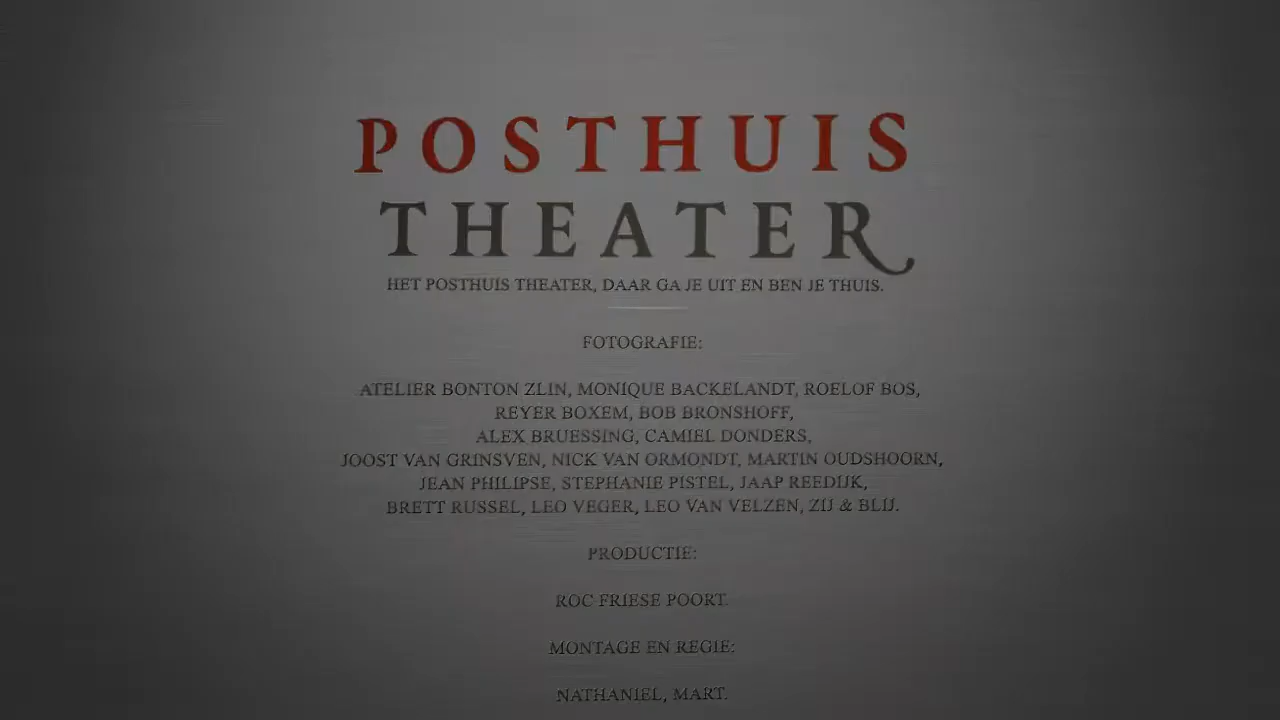 POSTHUIS
THEATER
HET POSTHUIS THEATER, DAAR GA JE UIT EN BEN JE THUIS.
FOTOGRAFIE:
ATELIER BONTON ZLIN, MONIQUE BACKELANDT, ROELOF BOS,
REYER BOXEM, BOB BRONSHOFF,
ALEX BRUESSING, CAMIEL DONDERS,
JOOST VAN GRINSVEN, NICK VAN ORMONDT, MARTIN OUDSHOORN,
JEAN PHILIPSE, STEPHANIE PISTEL, JAAP REEDIJK,
BRETT RUSSEL, LEO VEGER, LEO VAN VELZEN, ZIJ & BLIJ.
PRODUCTIE:
ROC FRIESE POORT.
MONTAGE EN REGIE:
NATHANIEL, MART.